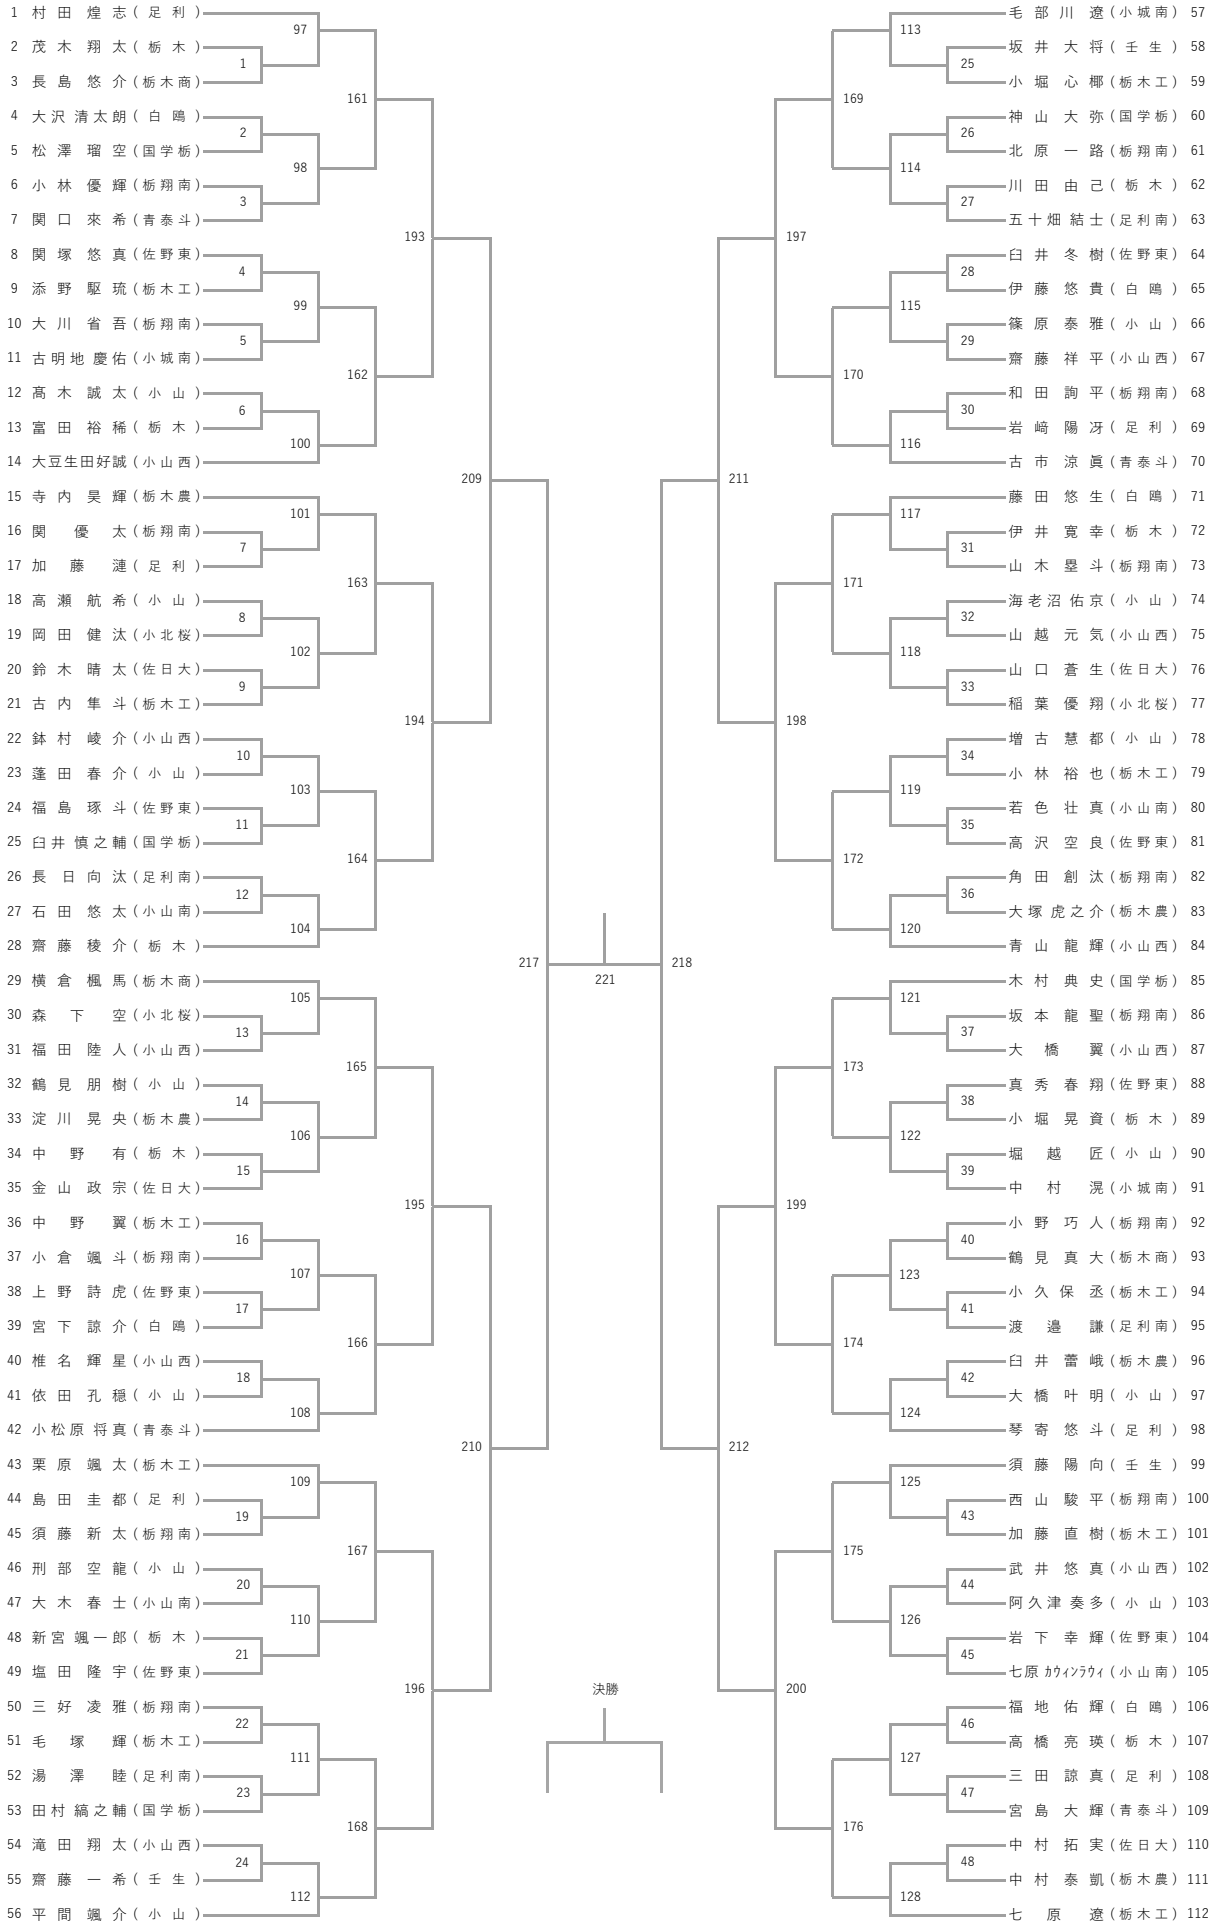 1 村田 煌志 (足利)
2 茂木 翔太 (栃木)
3 長島 悠介 (栃木商)
4 大沢 清太朗 (白鴎)
5 松澤 瑠空 (国学栃)
6 小林 優輝 (栃翔南)
7 関口 來希 (青泰斗)
8 関塚 悠真 (佐野東)
9 添野 駆琉 (栃木工)
10 大川 省吾 (栃翔南)
11 古明地 慶佑 (小城南)
12 髙木 誠太 (小山)
13 富田 裕稀 (栃木)
14 大豆生田好誠 (小山西)
15 寺内 昊輝 (栃木農)
16 関 優太 (栃翔南)
17 加藤 漣 (足利)
18 高瀬 航希 (小山)
19 岡田 健汰 (小北桜)
20 鈴木 晴太 (佐日大)
21 古内 隼斗 (栃木工)
22 鉢村 崚介 (小山西)
23 蓬田 春介 (小山)
24 福島 琢斗 (佐野東)
25 臼井 慎之輔 (国学栃)
26 長 日向汰 (足利南)
27 石田 悠太 (小山南)
28 齋藤 稜介 (栃木)
29 横倉 楓馬 (栃木商)
30 森下 空 (小北桜)
31 福田 陸人 (小山西)
32 鶴見 朋樹 (小山)
33 淀川 晃央 (栃木農)
34 中野 有 (栃木)
35 金山 政宗 (佐日大)
36 中野 翼 (栃木工)
37 小倉 颯斗 (栃翔南)
38 上野 詩虎 (佐野東)
39 宮下 諒介 (白鴎)
40 椎名 輝星 (小山西)
41 依田 孔穏 (小山)
42 小松原 将真 (青泰斗)
43 栗原 颯太 (栃木工)
44 島田 圭都 (足利)
45 須藤 新太 (栃翔南)
46 刑部 空龍 (小山)
47 大木 春士 (小山南)
48 新宮 颯一郎 (栃木)
49 塩田 隆宇 (佐野東)
50 三好 凌雅 (栃翔南)
51 毛塚 輝 (栃木工)
52 湯澤 睦 (足利南)
53 田村 縞之輔 (国学栃)
54 滝田 翔太 (小山西)
55 齋藤 一希 (壬生)
56 平間 颯介 (小山)
97
1
2
98
3
4
99
5
6
100
101
7
8
102
9
10
103
11
12
104
105
13
14
106
15
16
107
17
18
108
109
19
20
110
21
22
111
23
24
112
161
162
163
164
165
166
167
168
193
194
195
196
209
210
217
221
218
決勝
211
212
197
198
199
200
169
170
171
172
173
174
175
176
113
25
26
114
27
28
115
29
30
116
117
31
32
118
33
34
119
35
36
120
121
37
38
122
39
40
123
41
42
124
125
43
44
126
45
46
127
47
48
128
毛部川 遼 (小城南) 57
坂井 大将 (壬生) 58
小堀 心椰 (栃木工) 59
神山 大弥 (国学栃) 60
北原 一路 (栃翔南) 61
川田 由己 (栃木) 62
五十畑 結士 (足利南) 63
臼井 冬樹 (佐野東) 64
伊藤 悠貴 (白鴎) 65
篠原 泰雅 (小山) 66
齋藤 祥平 (小山西) 67
和田 詢平 (栃翔南) 68
岩﨑 陽冴 (足利) 69
古市 涼眞 (青泰斗) 70
藤田 悠生 (白鴎) 71
伊井 寛幸 (栃木) 72
山木 塁斗 (栃翔南) 73
海老沼 佑京 (小山) 74
山越 元気 (小山西) 75
山口 蒼生 (佐日大) 76
稲葉 優翔 (小北桜) 77
増古 慧都 (小山) 78
小林 裕也 (栃木工) 79
若色 壮真 (小山南) 80
高沢 空良 (佐野東) 81
角田 創汰 (栃翔南) 82
大塚 虎之介 (栃木農) 83
青山 龍輝 (小山西) 84
木村 典史 (国学栃) 85
坂本 龍聖 (栃翔南) 86
大橋 翼 (小山西) 87
真秀 春翔 (佐野東) 88
小堀 晃資 (栃木) 89
堀越 匠 (小山) 90
中村 滉 (小城南) 91
小野 巧人 (栃翔南) 92
鶴見 真大 (栃木商) 93
小久保 丞 (栃木工) 94
渡邉 謙 (足利南) 95
臼井 蕾峨 (栃木農) 96
大橋 叶明 (小山) 97
琴寄 悠斗 (足利) 98
須藤 陽向 (壬生) 99
西山 駿平 (栃翔南) 100
加藤 直樹 (栃木工) 101
武井 悠真 (小山西) 102
阿久津 奏多 (小山) 103
岩下 幸輝 (佐野東) 104
七原 ｶｳｨﾝﾗｳｨ (小山南) 105
福地 佑輝 (白鴎) 106
高橋 亮瑛 (栃木) 107
三田 諒真 (足利) 108
宮島 大輝 (青泰斗) 109
中村 拓実 (佐日大) 110
中村 泰凱 (栃木農) 111
七原 遼 (栃木工) 112